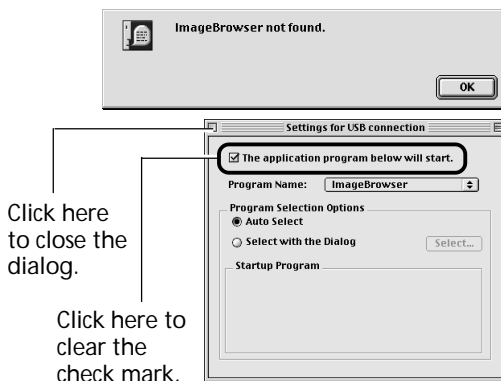 ImageBrowser not found.
OK
Settings for USB connection
The application program below will start.
Program Name: ImageBrowser
Program Selection Options
Auto Select
Select with the Dialog Select...
Startup Program
Click here
to close the
dialog.
Click here to
clear the
check mark.